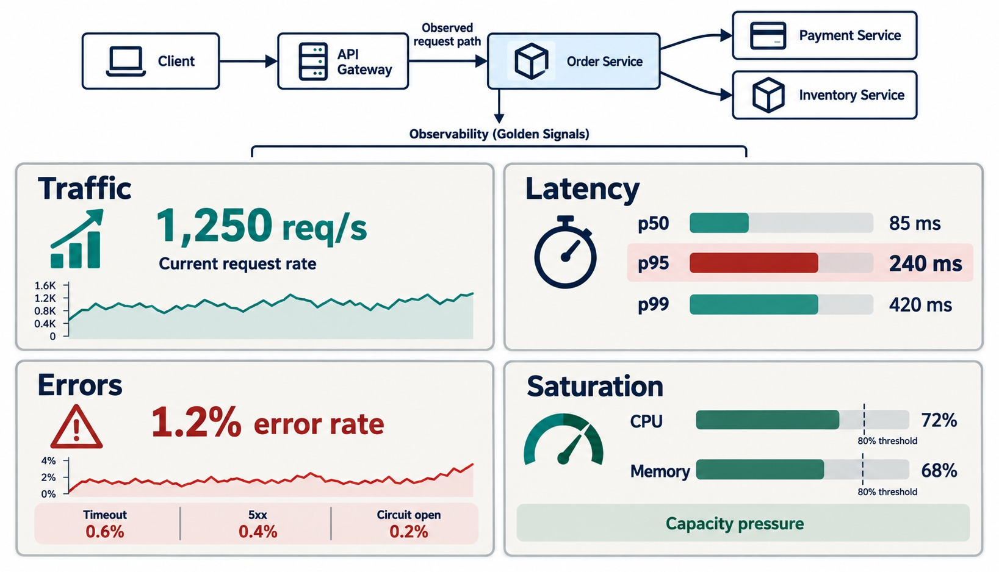 Client
API
Gateway
Observed
request path
Order Service
Payment Service
Inventory Service
Observability (Golden Signals)
Traffic
1,250 req/s
Current request rate
1.6K
1.2K
0.8K
0.4K
0
Latency
p50
85 ms
p95
240 ms
p99
420 ms
Errors
1.2% error rate
4%
2%
0%
Timeout
0.6%
5xx
0.4%
Circuit open
0.2%
Saturation
CPU
72%
80% threshold
Memory
68%
80% threshold
Capacity pressure